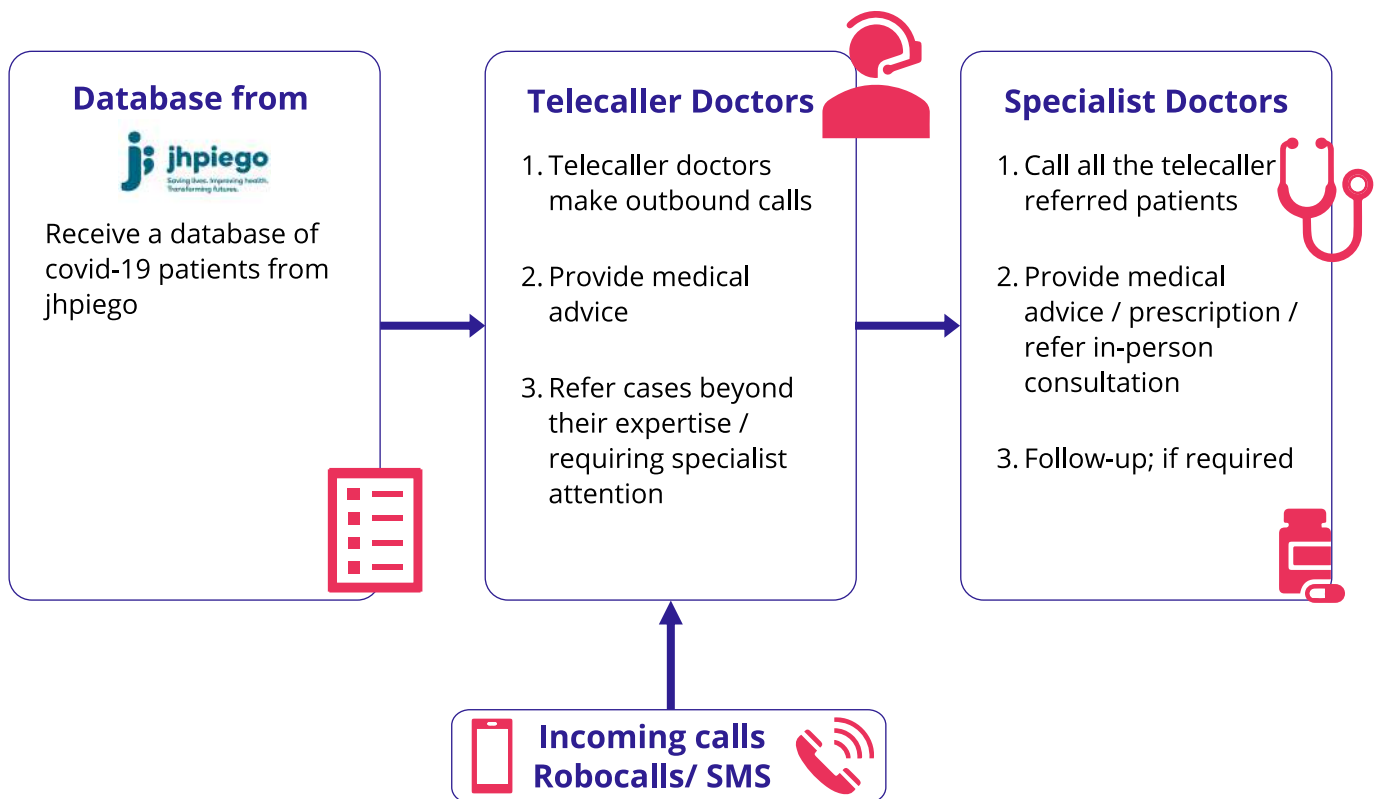 Database from
jhpiego
Saving lives. Improving health.
Transforming futures.
Receive a database of
covid-19 patients from
jhpiego
Telecaller Doctors
1. Telecaller doctors
make outbound calls
2. Provide medical
advice
3. Refer cases beyond
their expertise /
requiring specialist
attention
Specialist Doctors
1. Call all the telecaller
referred patients
2. Provide medical
advice / prescription /
refer in-person
consultation
3. Follow-up; if required
Incoming calls
Robocalls/ SMS